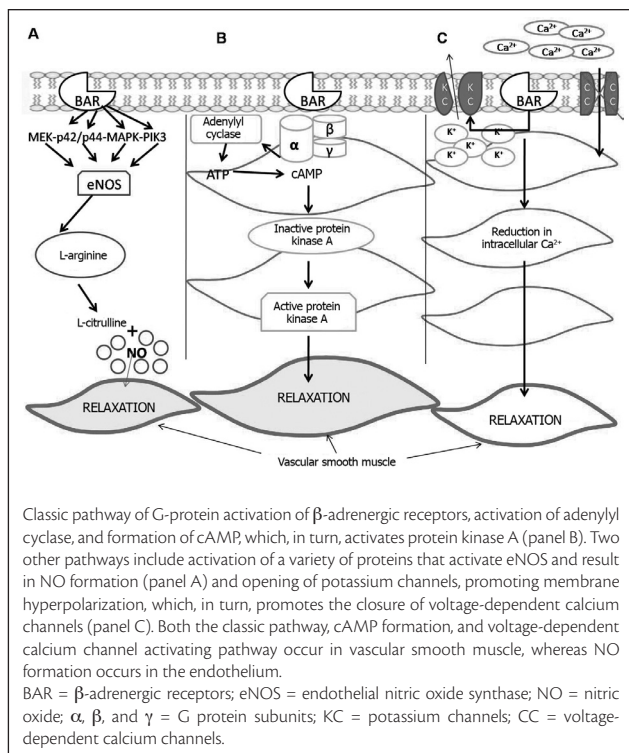 A
B
C
Ca²⁺
Ca²⁺
Ca²⁺
Ca²⁺
Ca²⁺
BAR
BAR
K
C
K
C
BAR
C
C
C
C
MEK-p42/p44-MAPK-PIK3
eNOS
L-arginine
L-citrulline
+
NO
RELAXATION
Adenylyl
cyclase
α
β
γ
ATP
cAMP
Inactive protein
kinase A
Active protein
kinase A
RELAXATION
K⁺
K⁺
K⁺
K⁺
K⁺
Reduction in
intracellular Ca²⁺
RELAXATION
Vascular smooth muscle
Classic pathway of G-protein activation of β-adrenergic receptors, activation of adenylyl
cyclase, and formation of cAMP, which, in turn, activates protein kinase A (panel B). Two
other pathways include activation of a variety of proteins that activate eNOS and result
in NO formation (panel A) and opening of potassium channels, promoting membrane
hyperpolarization, which, in turn, promotes the closure of voltage-dependent calcium
channels (panel C). Both the classic pathway, cAMP formation, and voltage-dependent
calcium channel activating pathway occur in vascular smooth muscle, whereas NO
formation occurs in the endothelium.
BAR = β-adrenergic receptors; eNOS = endothelial nitric oxide synthase; NO = nitric
oxide; α, β, and γ = G protein subunits; KC = potassium channels; CC = voltage-
dependent calcium channels.